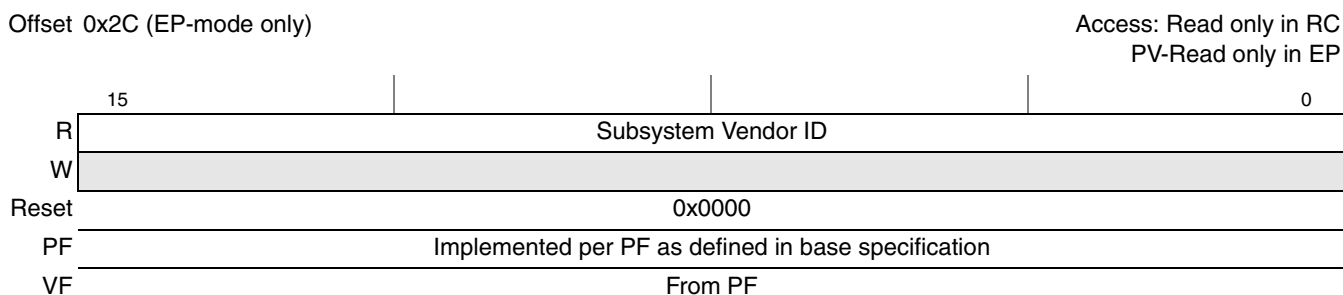 Offset 0x2C (EP-mode only) Access: Read only in RC
PV-Read only in EP
15 0
R Subsystem Vendor ID
W
Reset 0x0000
PF Implemented per PF as defined in base specification
VF From PF